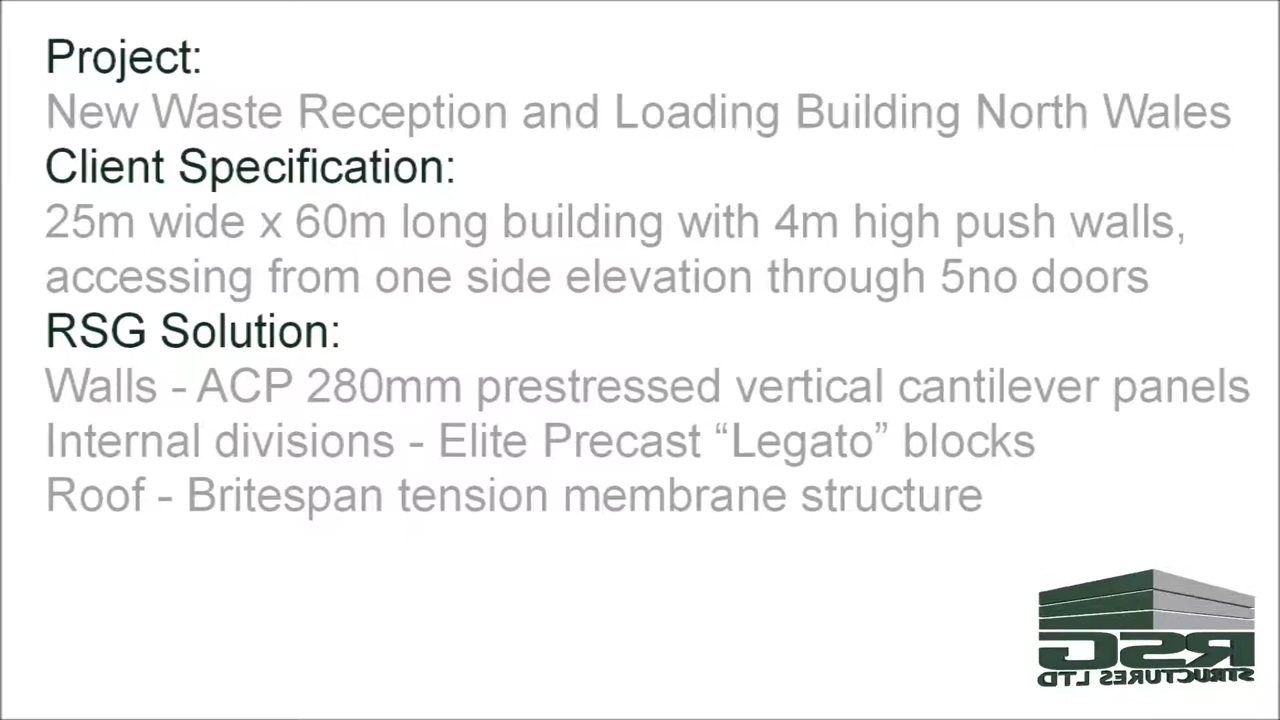 Project:
New Waste Reception and Loading Building North Wales
Client Specification:
25m wide x 60m long building with 4m high push walls,
accessing from one side elevation through 5no doors
RSG Solution:
Walls - ACP 280mm prestressed vertical cantilever panels
Internal divisions - Elite Precast “Legato” blocks
Roof - Britespan tension membrane structure
RSG
STRUCTURES LTD